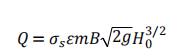 Q = σ_s ε m B √(2g) H_0^{3/2}